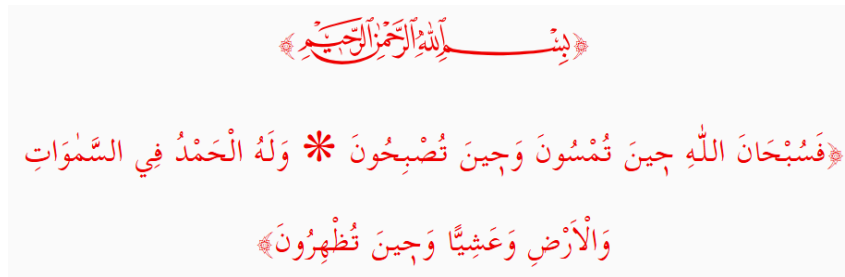 ﴿بِسْمِ اللّٰهِ الرَّحْمٰنِ الرَّحِيمِ﴾
﴿فَسُبْحَانَ اللّٰهِ حِينَ تُمْسُونَ وَحِينَ تُصْبِحُونَ * وَلَهُ الْحَمْدُ فِي السَّمٰوَاتِ
وَالْاَرْضِ وَعَشِيًّا وَحِينَ تُظْهِرُونَ﴾